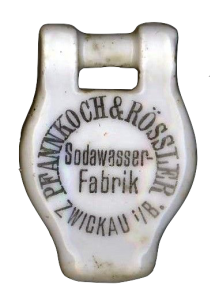 PFANNKOCH & RÖSSLER
Sodawasser-
Fabrik
ZWICKAU i/B.